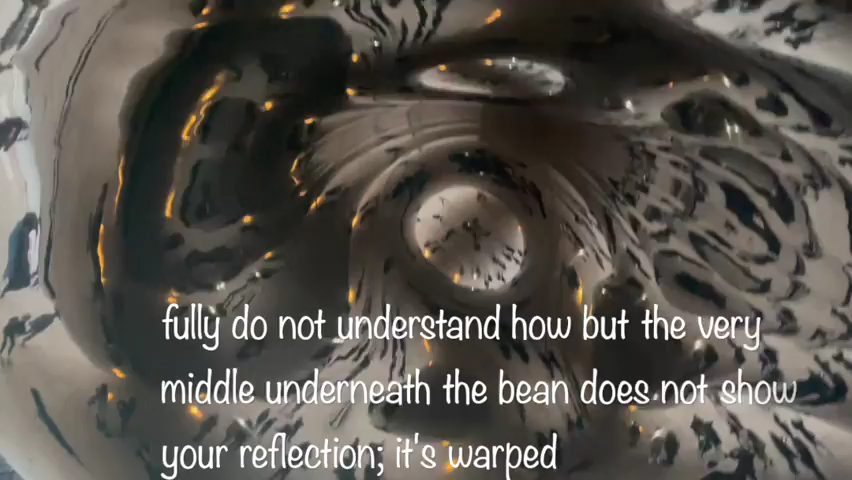 fully do not understand how but the very
middle underneath the bean does not show
your reflection; it's warped